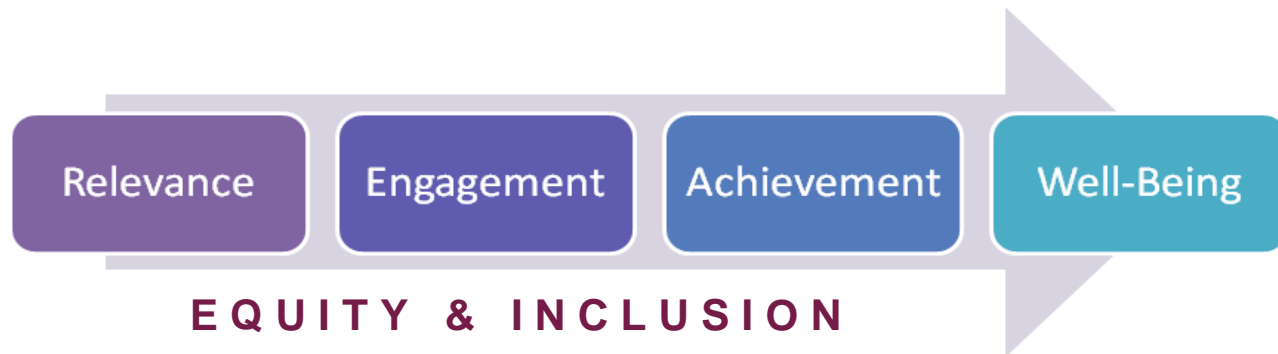 Relevance Engagement Achievement Well-Being
EQUITY & INCLUSION